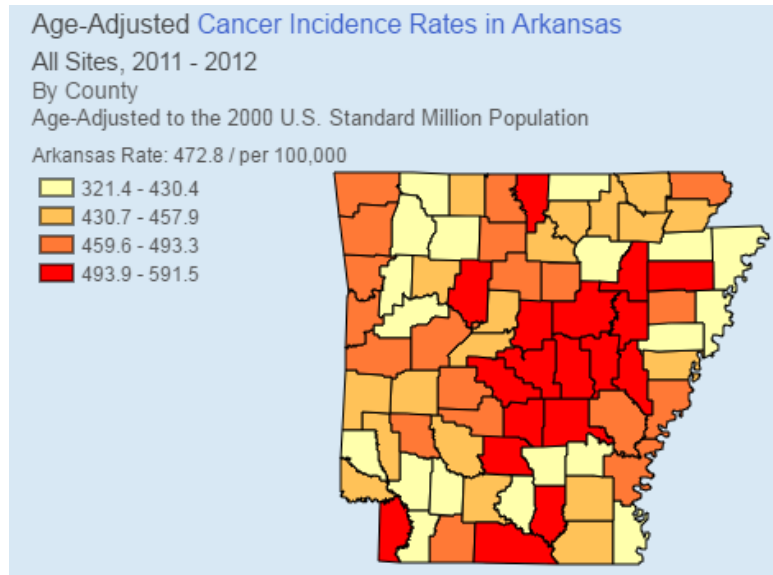 Age-Adjusted Cancer Incidence Rates in Arkansas
All Sites, 2011 - 2012
By County
Age-Adjusted to the 2000 U.S. Standard Million Population
Arkansas Rate: 472.8 / per 100,000
321.4 - 430.4
430.7 - 457.9
459.6 - 493.3
493.9 - 591.5